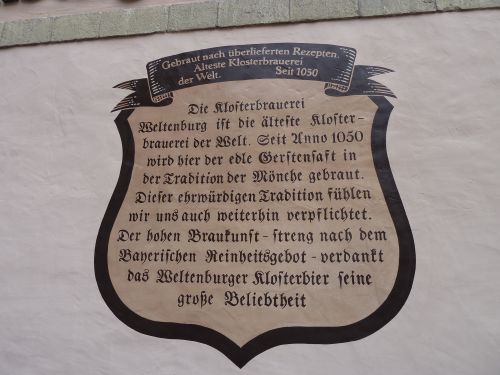 Gebraut nach überlieferten Rezepten.
Älteste Klosterbrauerei
der Welt. Seit 1050
Die Klosterbrauerei
Weltenburg ist die älteste Kloster-
brauerei der Welt. Seit Anno 1050
wird hier der edle Gerstensaft in
der Tradition der Mönche gebraut.
Dieser ehrwürdigen Tradition fühlen
wir uns auch weiterhin verpflichtet.
Der hohen Braukunst - streng nach dem
Bayerischen Reinheitsgebot - verdankt
das Weltenburger Klosterbier seine
große Beliebtheit